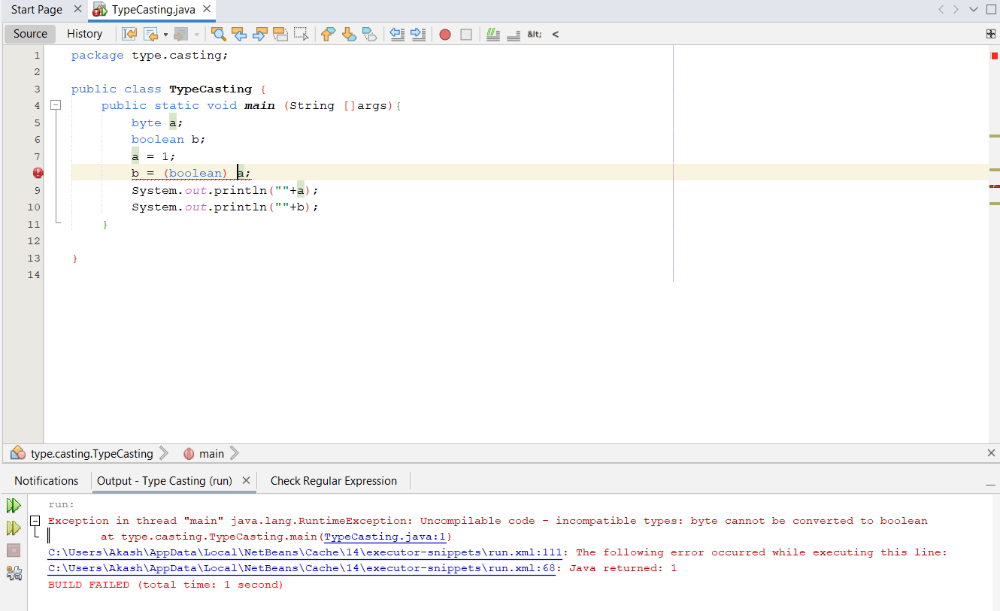 Start Page TypeCasting.java
Source History &lt; <
1 package type.casting;
2
3 public class TypeCasting {
4 public static void main (String []args){
5 byte a;
6 boolean b;
7 a = 1;
b = (boolean) a;
9 System.out.println(""+a);
10 System.out.println(""+b);
11 }
12
13 }
14
type.casting.TypeCasting main
Notifications Output - Type Casting (run) Check Regular Expression
run:
Exception in thread "main" java.lang.RuntimeException: Uncompilable code - incompatible types: byte cannot be converted to boolean
at type.casting.TypeCasting.main(TypeCasting.java:1)
C:\Users\Akash\AppData\Local\NetBeans\Cache\14\executor-snippets\run.xml:111: The following error occurred while executing this line:
C:\Users\Akash\AppData\Local\NetBeans\Cache\14\executor-snippets\run.xml:68: Java returned: 1
BUILD FAILED (total time: 1 second)